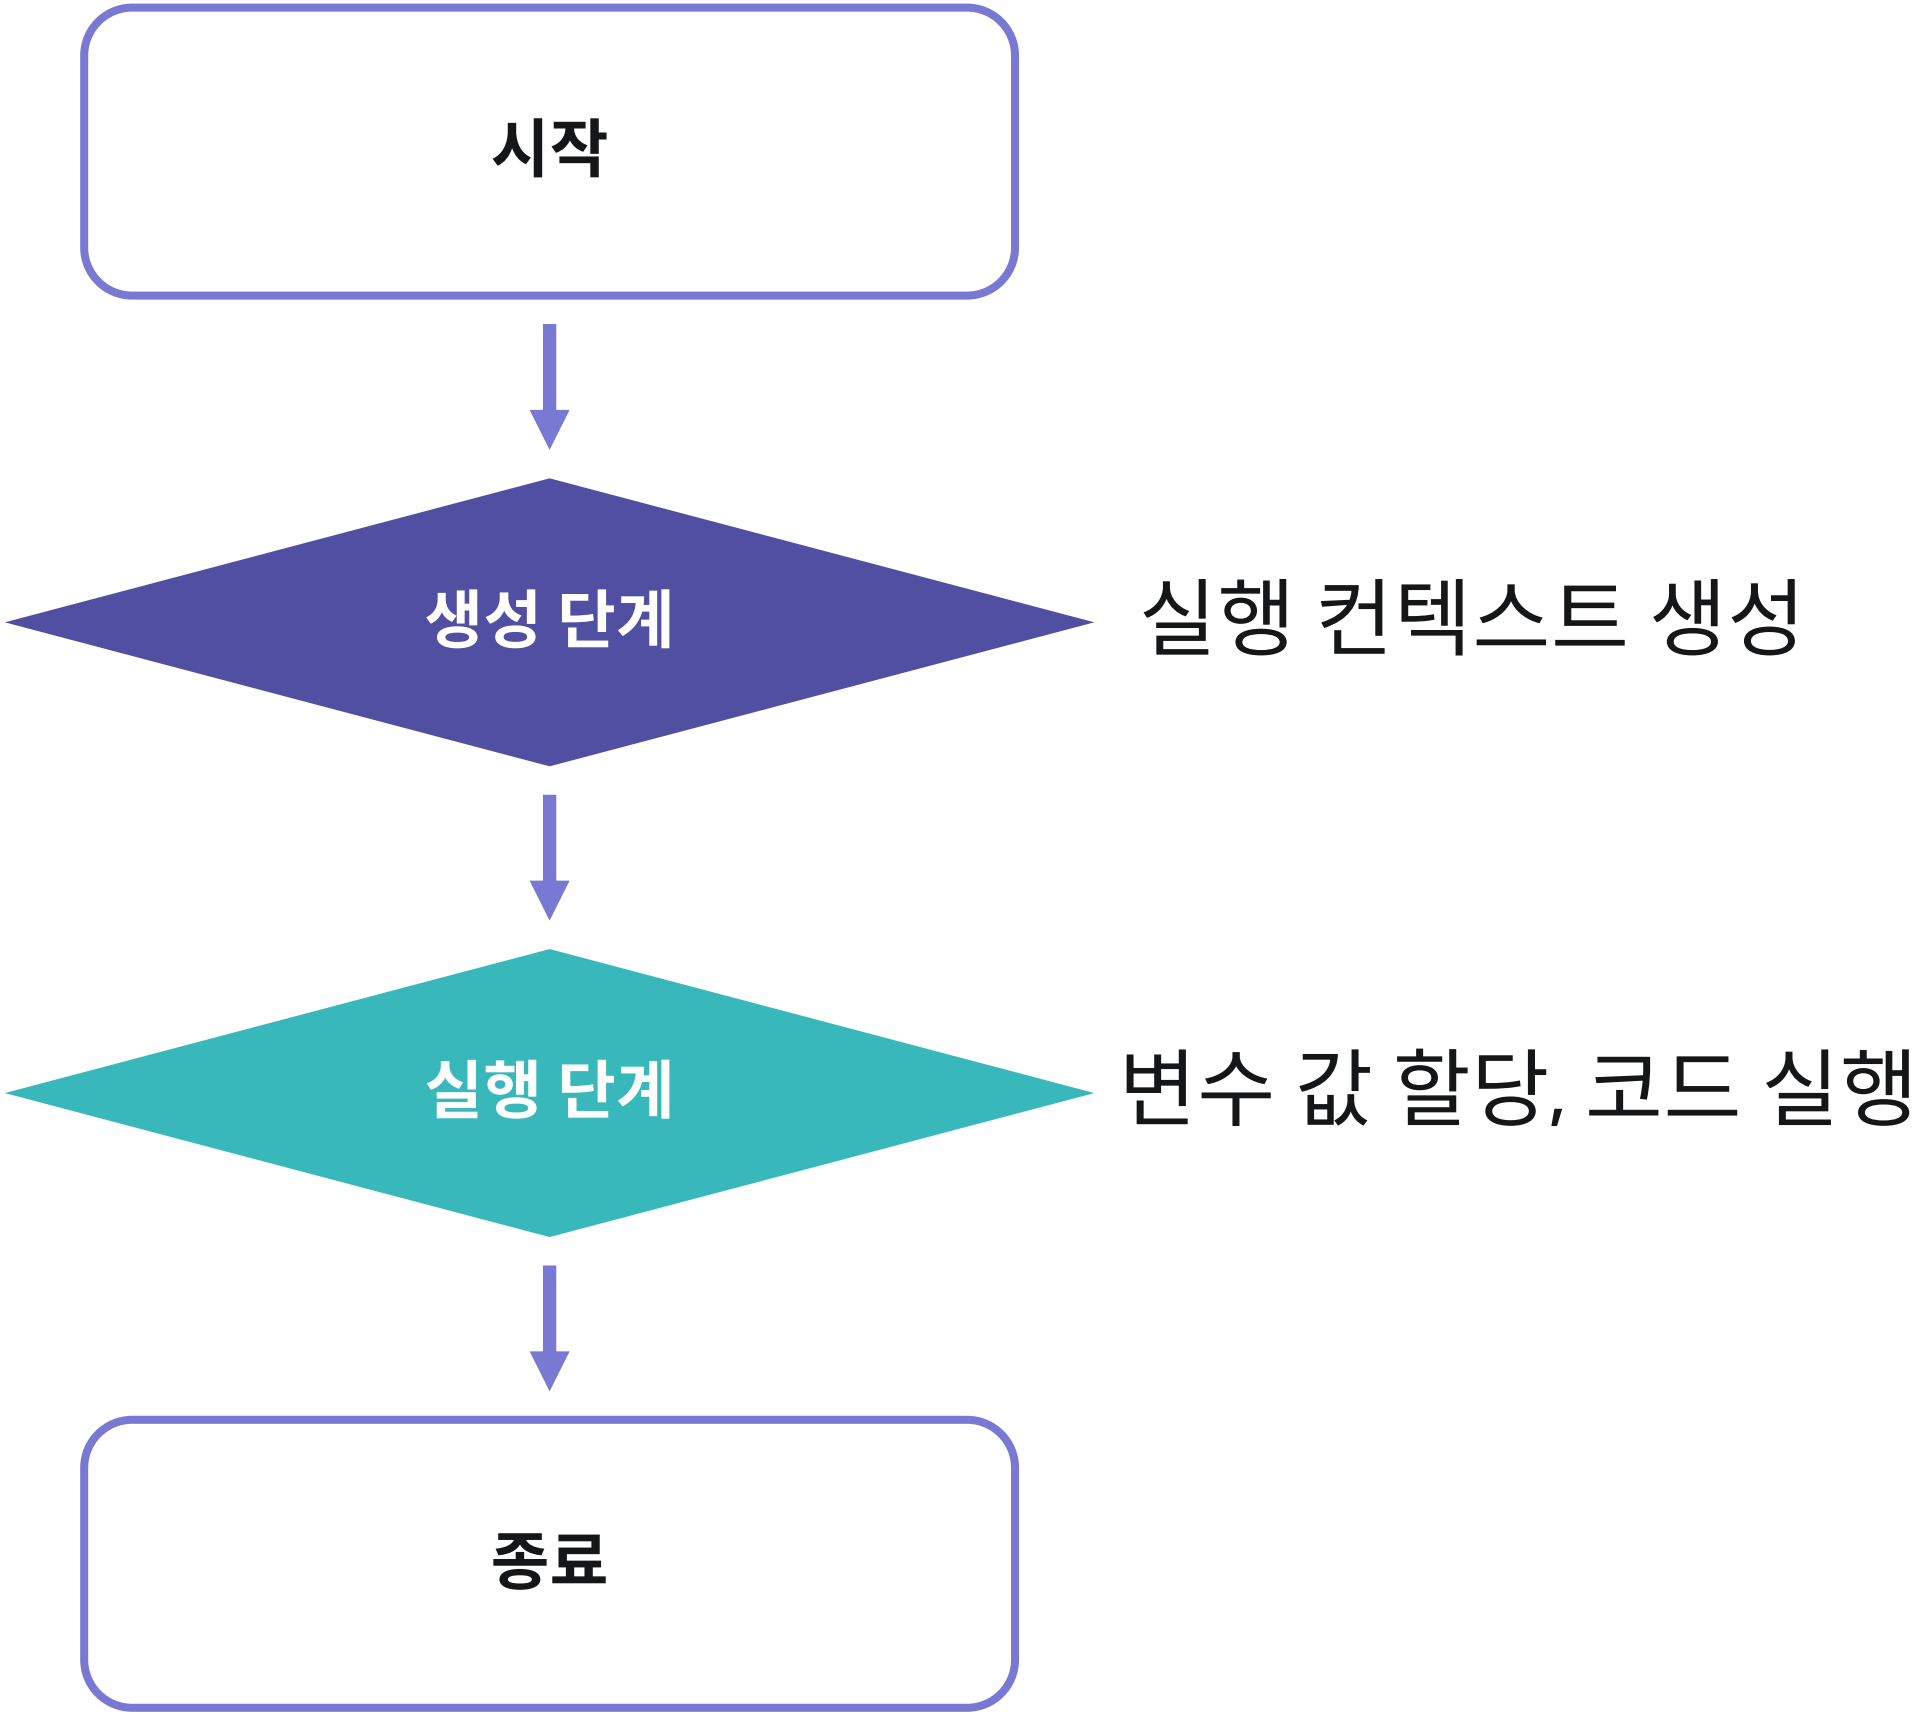 시작
생성 단계
실행 컨텍스트 생성
실행 단계
변수 값 할당, 코드 실행
종료